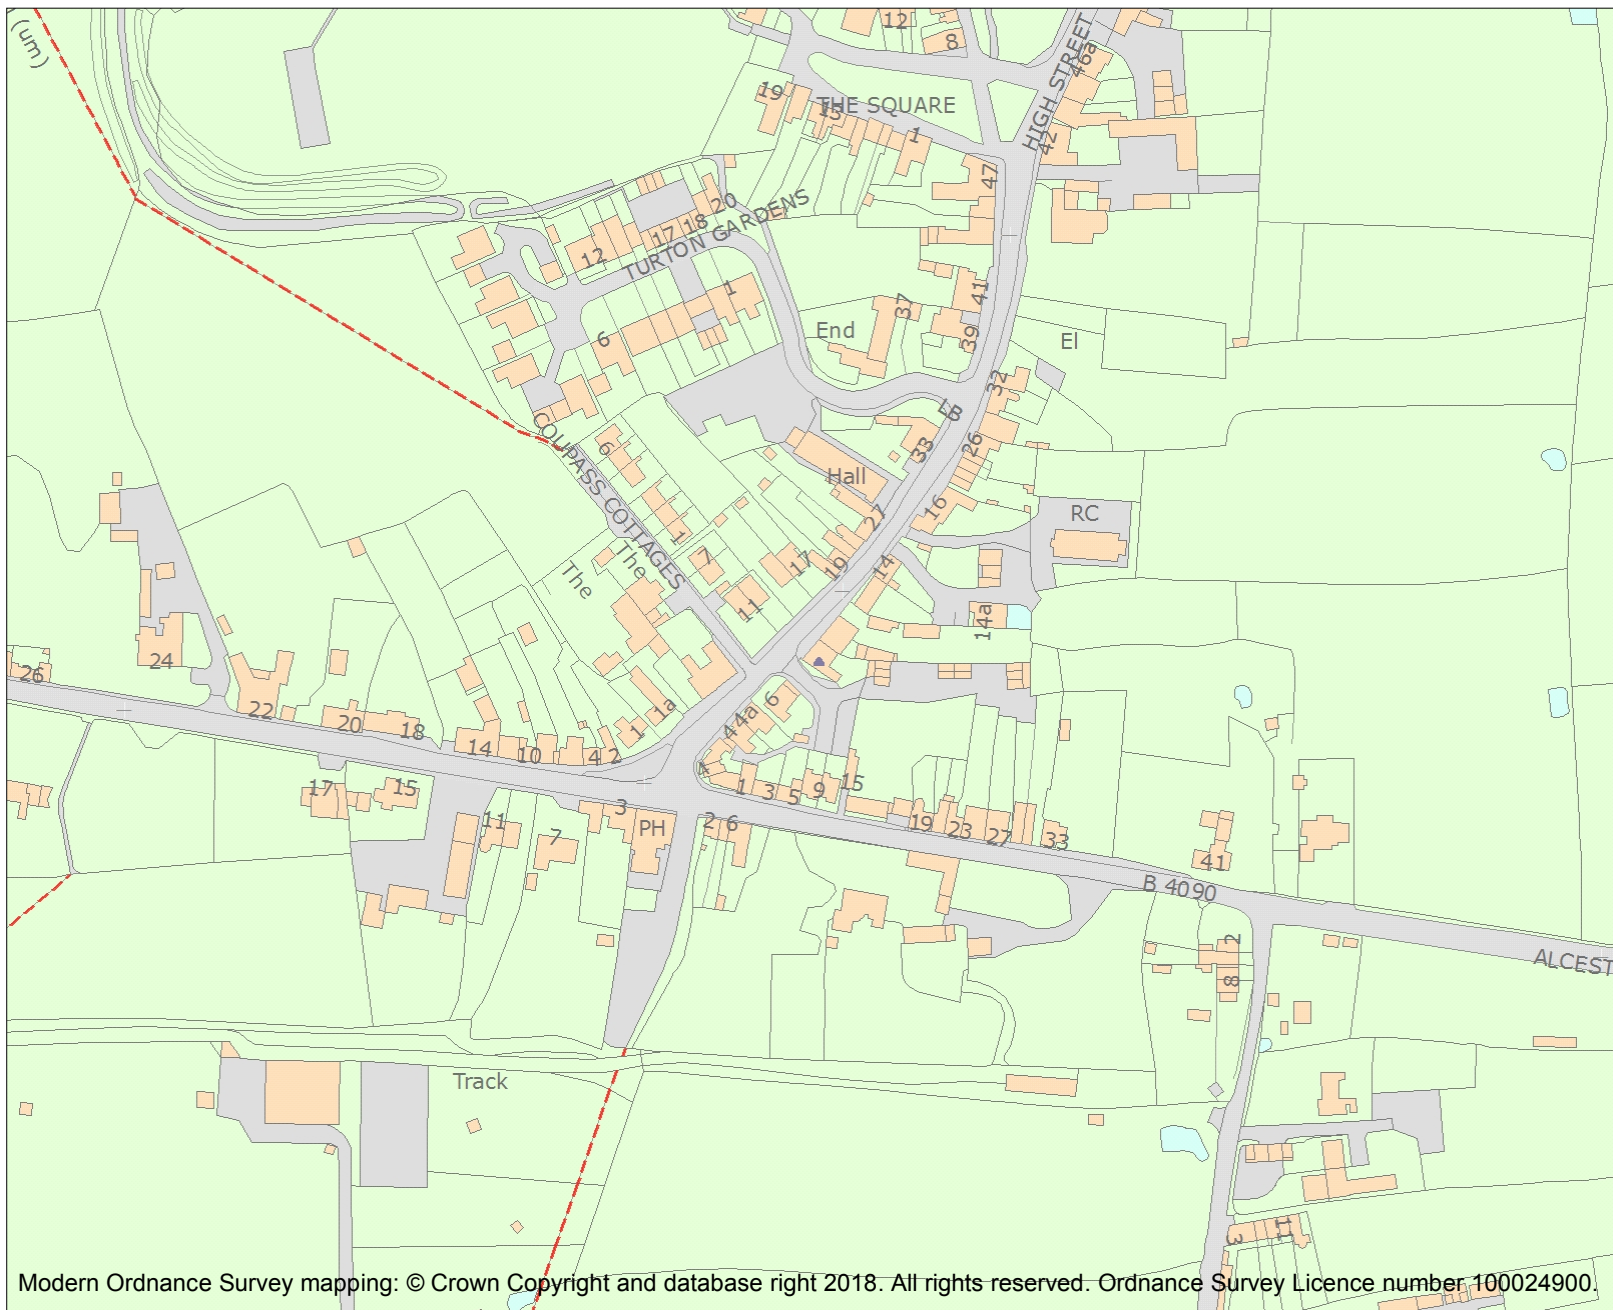 (um)
12
8
HIGH STREET
46a
19
THE SQUARE
15
1
42
47
20
TURTON GARDENS
18
17
12
1
41
37
6
End
39
El
32
LB
COUPASS COTTAGES
6
33
26
Hall
16
RC
27
1
7
17
19
14
The
The
11
14a
24
26
22
20
18
6
44a
1a
1
14
10
4
2
4
1
3
5
9
15
17
15
3
11
7
PH
2
6
19
23
27
33
41
B 4090
2
8
ALCEST
Track
3
11
Modern Ordnance Survey mapping: © Crown Copyright and database right 2018. All rights reserved. Ordnance Survey Licence number 100024900.